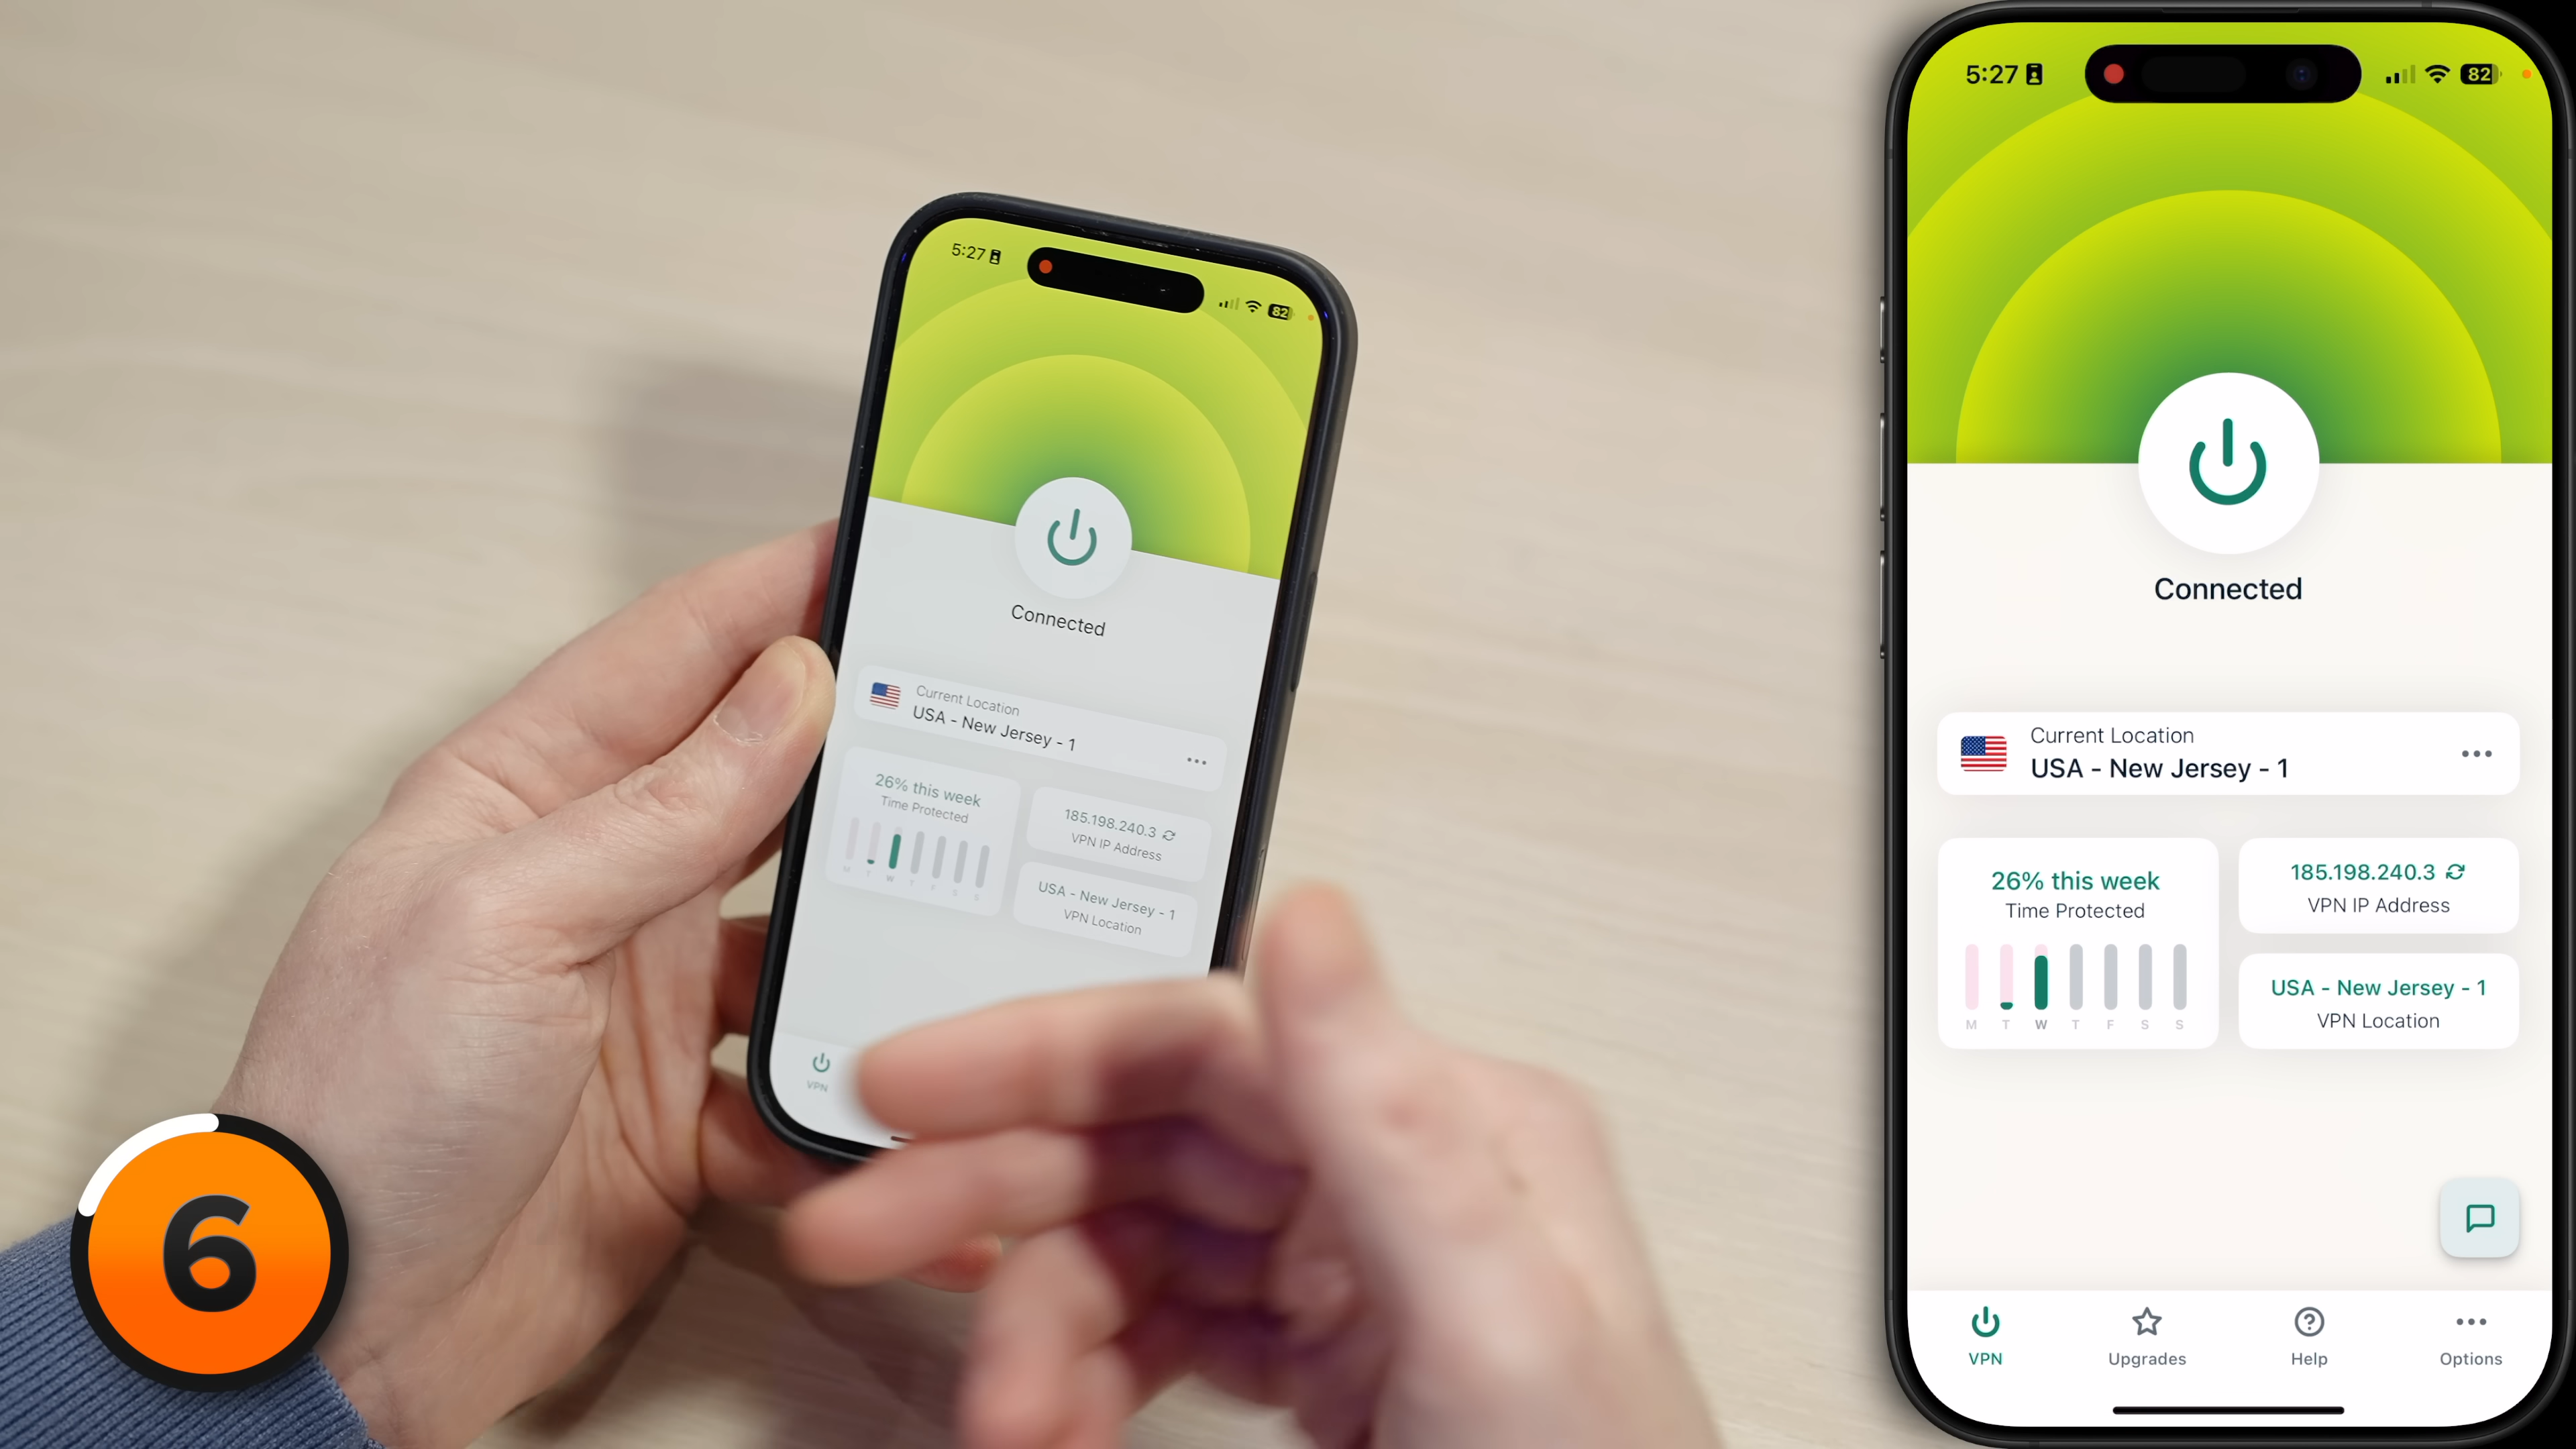 5:27
82
Connected
Current Location
USA - New Jersey - 1
26% this week
Time Protected
M T W T F S S
185.198.240.3
VPN IP Address
USA - New Jersey - 1
VPN Location
VPN
6
5:27
82
Connected
Current Location
USA - New Jersey - 1
26% this week
Time Protected
M T W T F S S
185.198.240.3
VPN IP Address
USA - New Jersey - 1
VPN Location
VPN
Upgrades
Help
Options